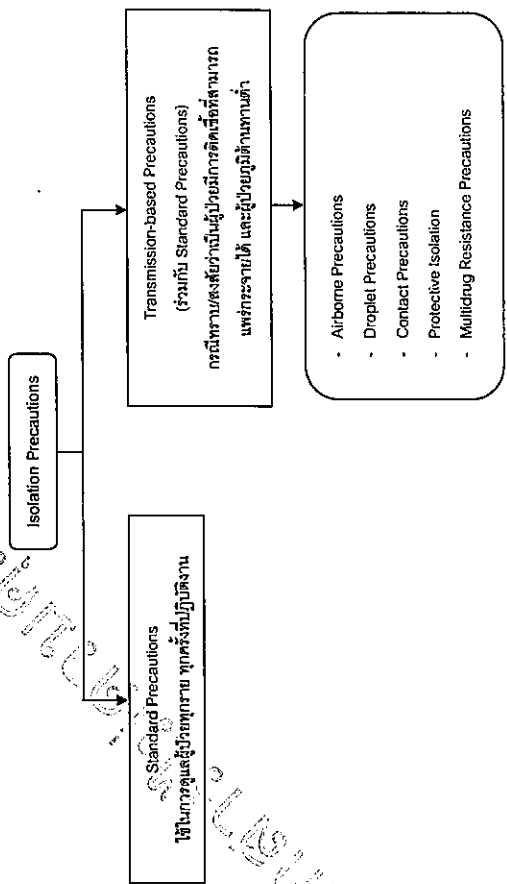 Isolation Precautions
Standard Precautions
ใช้ในการดูแลผู้ป่วยทุกราย ทุกครั้งที่ปฏิบัติงาน
Transmission-based Precautions
(ร่วมกับ Standard Precautions)
กรณีทราบ/สงสัยว่าเป็นผู้ป่วยมีการติดเชื้อที่สามารถ
แพร่กระจายได้ และผู้ป่วยภูมิต้านทานต่ำ
- Airborne Precautions
- Droplet Precautions
- Contact Precautions
- Protective Isolation
- Multidrug Resistance Precautions